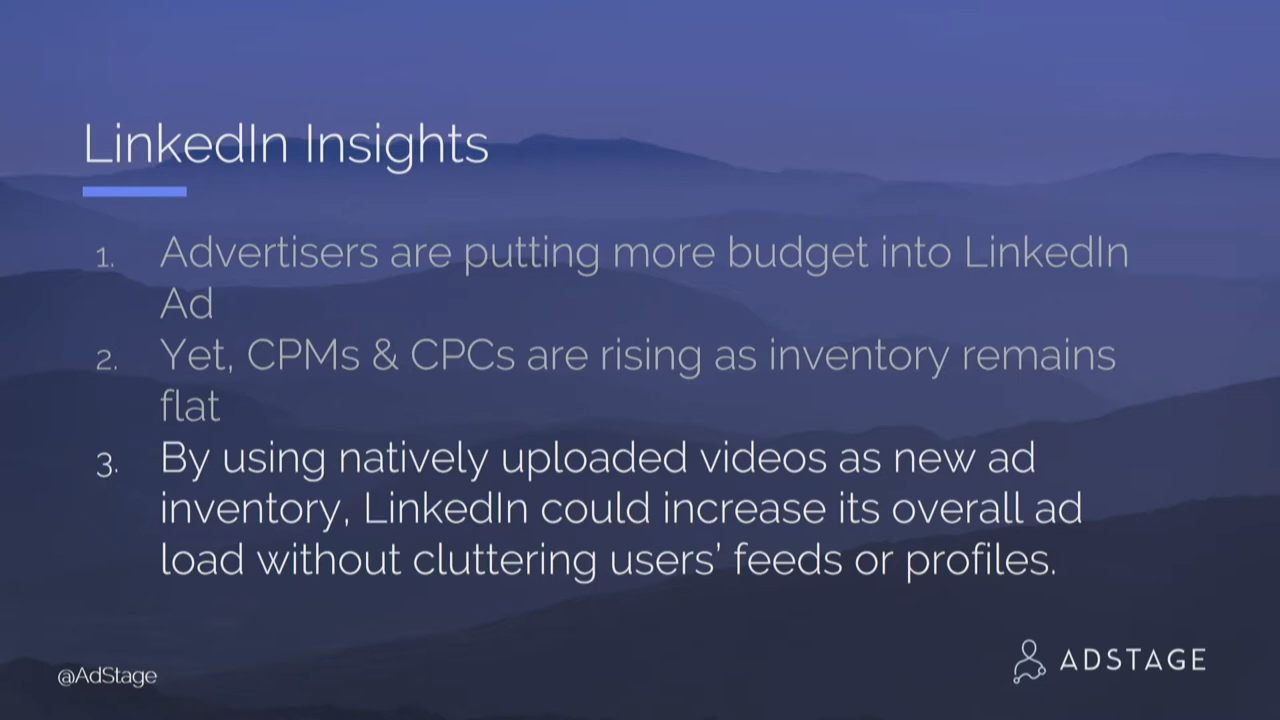 LinkedIn Insights
1. Advertisers are putting more budget into LinkedIn
Ad
2. Yet, CPMs & CPCs are rising as inventory remains
flat
3. By using natively uploaded videos as new ad
inventory, LinkedIn could increase its overall ad
load without cluttering users’ feeds or profiles.
@AdStage
ADSTAGE